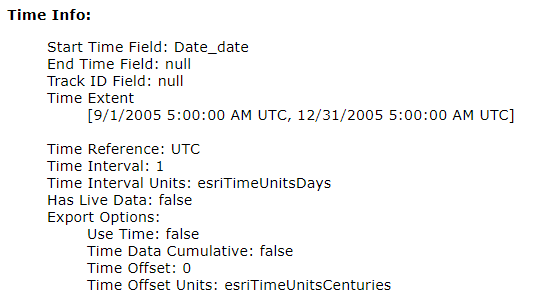 Time Info:
Start Time Field: Date_date
End Time Field: null
Track ID Field: null
Time Extent
[9/1/2005 5:00:00 AM UTC, 12/31/2005 5:00:00 AM UTC]
Time Reference: UTC
Time Interval: 1
Time Interval Units: esriTimeUnitsDays
Has Live Data: false
Export Options:
Use Time: false
Time Data Cumulative: false
Time Offset: 0
Time Offset Units: esriTimeUnitsCenturies